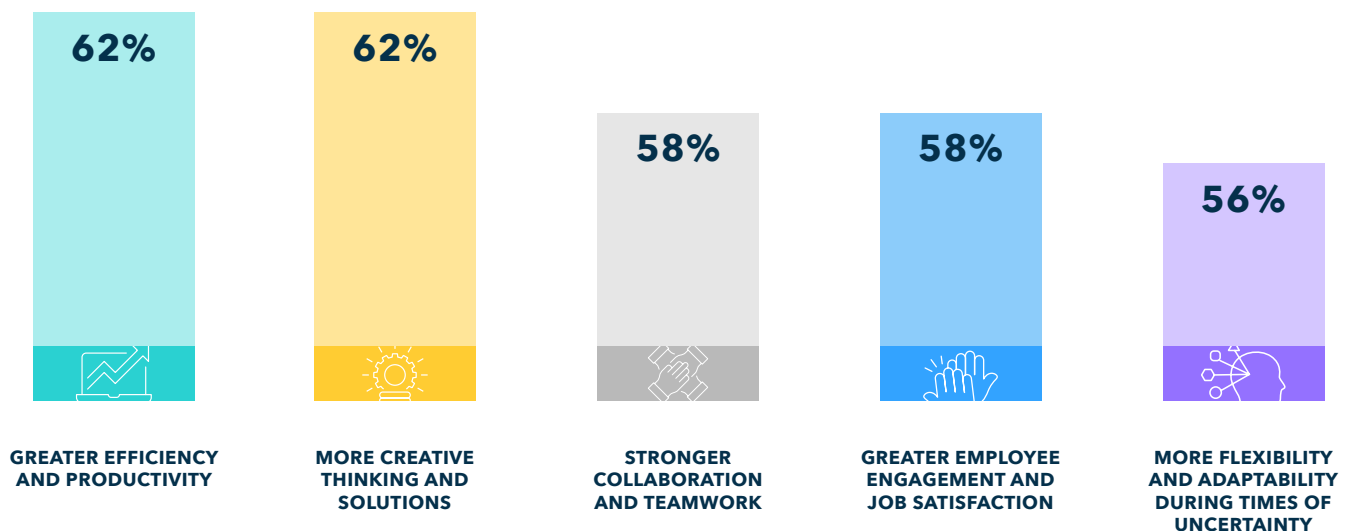 62%
62%
58%
58%
56%
GREATER EFFICIENCY
AND PRODUCTIVITY
MORE CREATIVE
THINKING AND
SOLUTIONS
STRONGER
COLLABORATION
AND TEAMWORK
GREATER EMPLOYEE
ENGAGEMENT AND
JOB SATISFACTION
MORE FLEXIBILITY
AND ADAPTABILITY
DURING TIMES OF
UNCERTAINTY